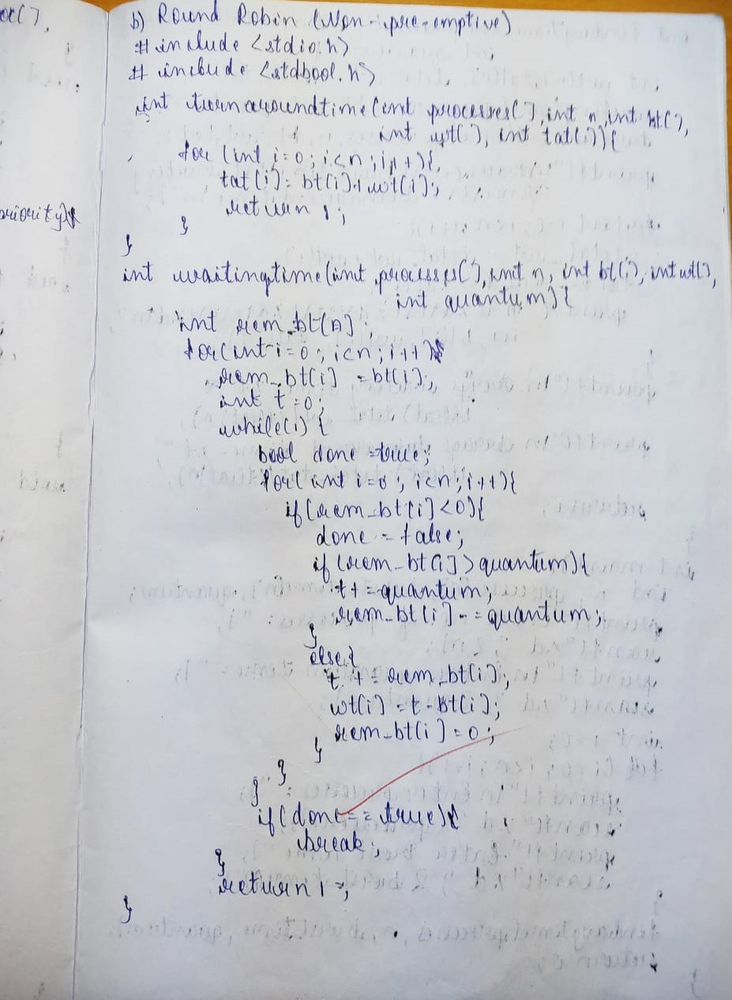 oc[],
priority){
b) Round Robin (Non-pre-emptive)
# include <stdio.h>
# include <stdbool.h>
int turnaroundtime (int processes[], int n, int bt[],
int wt[], int tat[i]){
for (int i=0; i<n; i++){
tat[i] = bt[i]+wt[i];
return 1;
}
}
int waitingtime (int processes[], int n, int bt[i], int wt[],
int quantum){
int rem_bt[n];
for(int i=0; i<n; i++)
rem_bt[i] = bt[i];
int t=0;
while(1) {
bool done = true;
for( int i=0; i<n; i++){
if(rem_bt[i]<0){
done = false;
if (rem_bt[i] > quantum){
t+=quantum;
rem_bt[i] -= quantum;
}
else{
t += rem_bt[i];
wt[i] = t-bt[i];
rem_bt[i] = 0;
}
}
}
if(done == true){
break;
}
return 1;
}